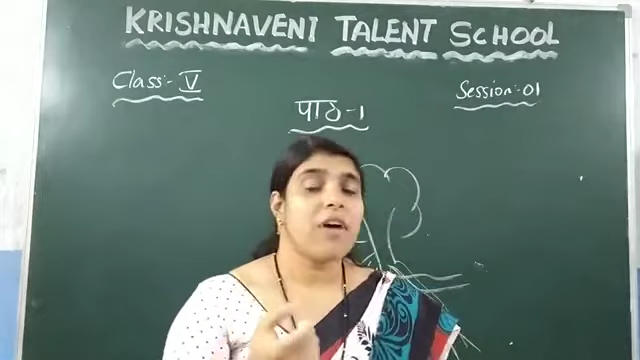 KRISHNAVENI TALENT SCHOOL
Class:- V
Session:-01
पाठ-1